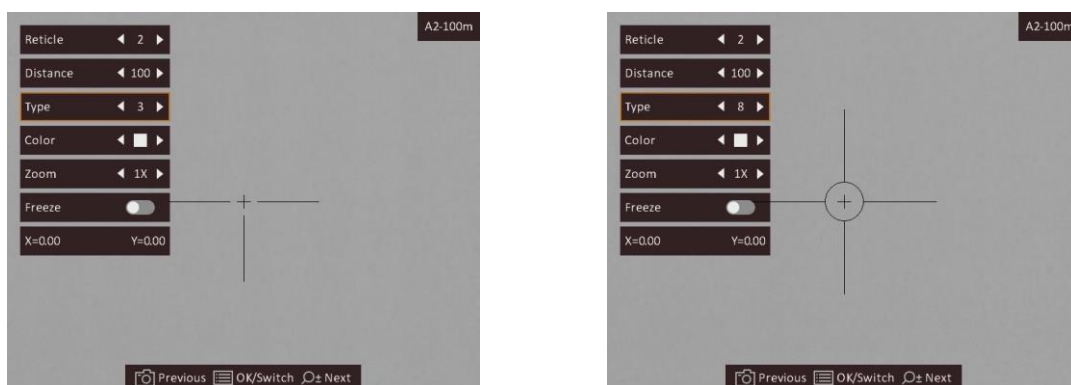 A2-100m
Reticle 2
Distance 100
Type 3
Color
Zoom 1X
Freeze
X=0.00 Y=0.00
Previous OK/Switch Next
A2-100m
Reticle 2
Distance 100
Type 8
Color
Zoom 1X
Freeze
X=0.00 Y=0.00
Previous OK/Switch Next